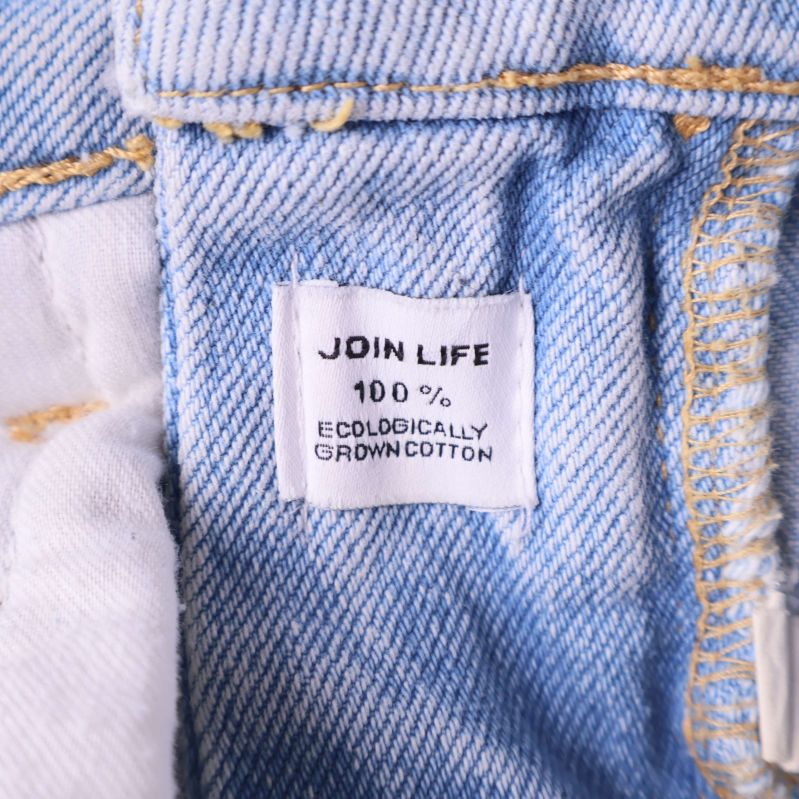 JOIN LIFE
100%
ECOLOGICALLY
GROWN COTTON